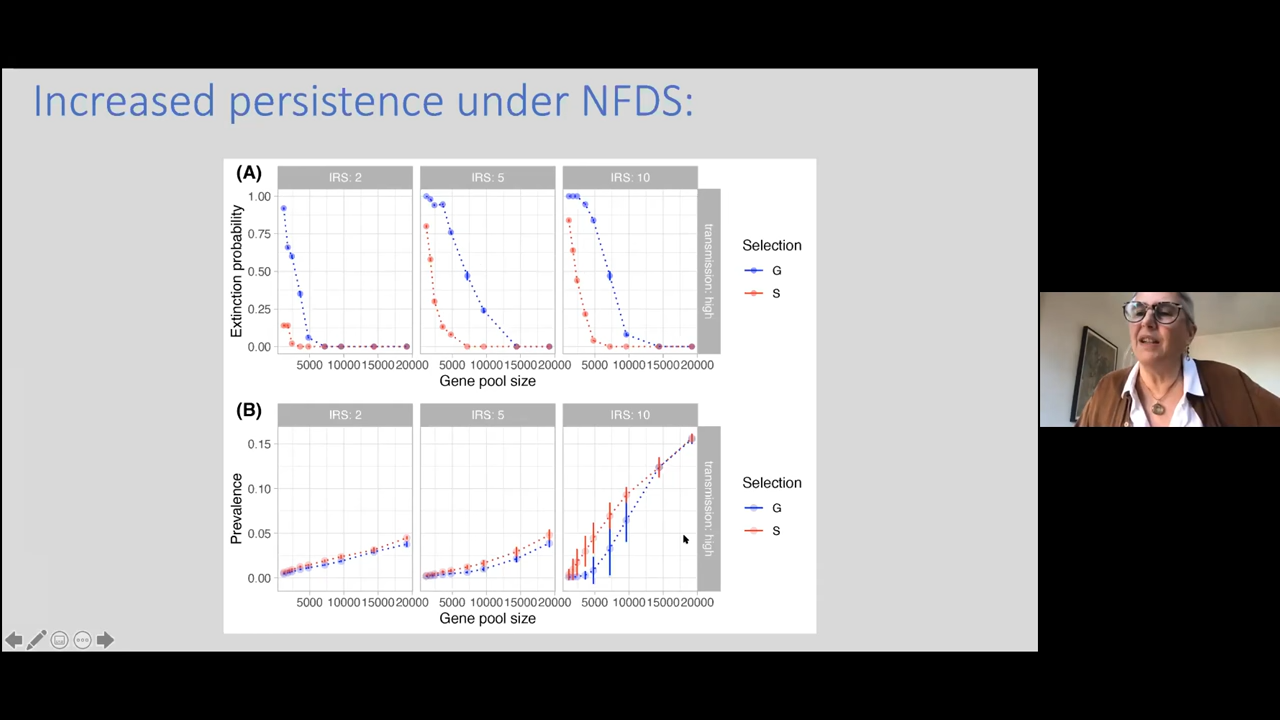 Increased persistence under NFDS:
(A)
IRS: 2
IRS: 5
IRS: 10
Extinction probability
1.00
0.75
0.50
0.25
0.00
transmission: high
5000 10000 15000 20000
5000 10000 15000 20000
5000 10000 15000 20000
Gene pool size
Selection
G
S
(B)
IRS: 2
IRS: 5
IRS: 10
Prevalence
0.15
0.10
0.05
0.00
transmission: high
5000 10000 15000 20000
5000 10000 15000 20000
5000 10000 15000 20000
Gene pool size
Selection
G
S